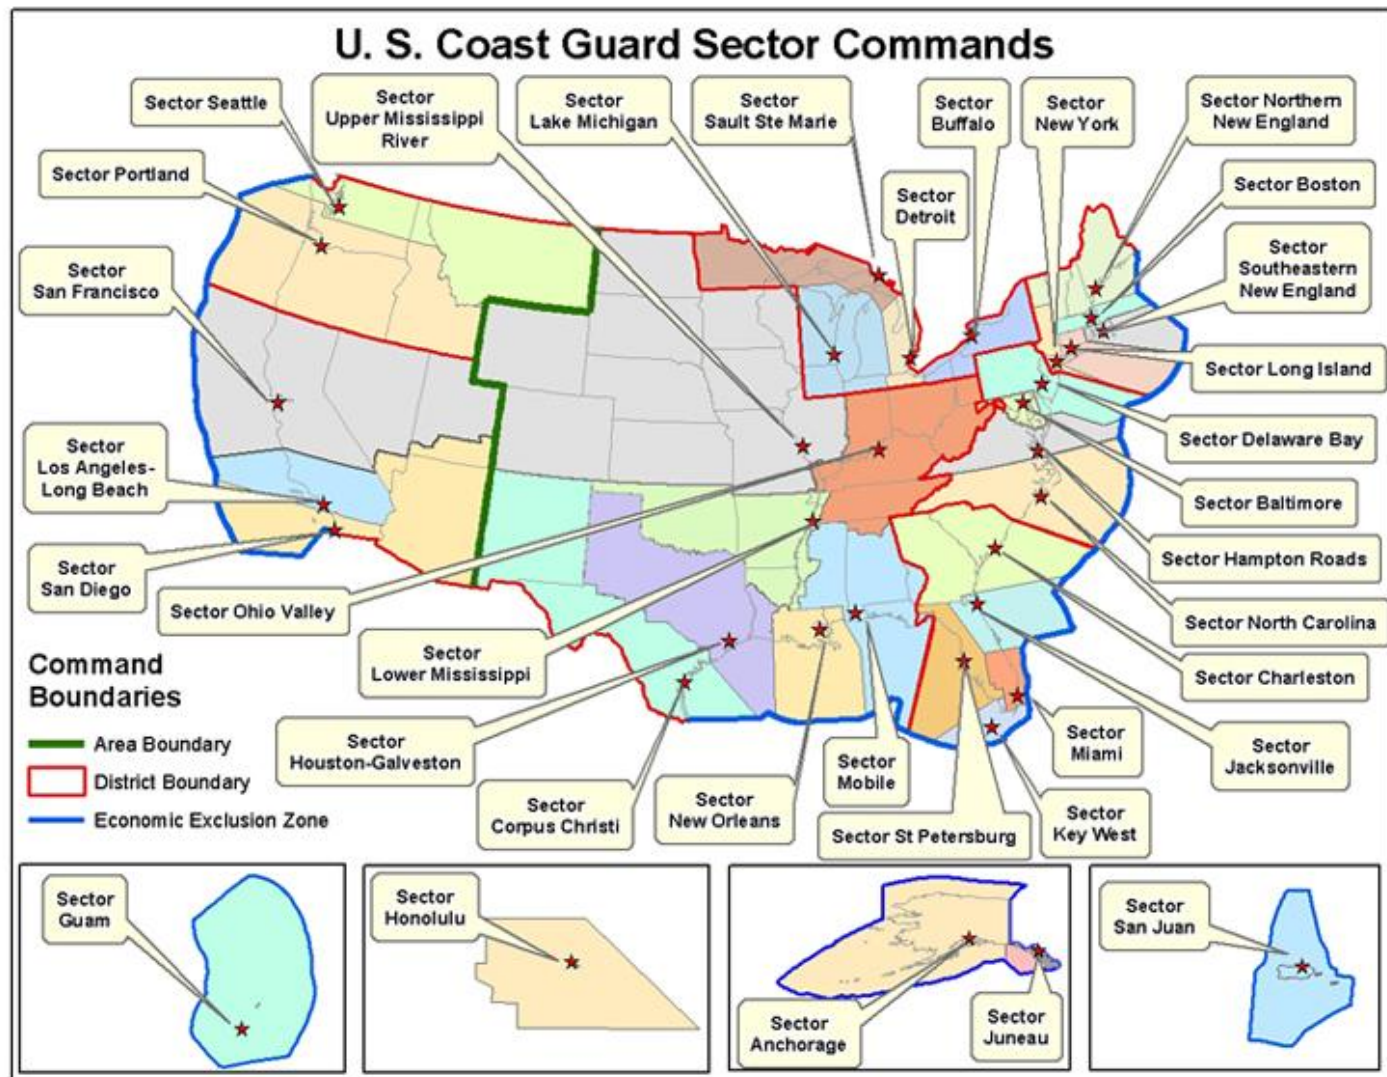 U. S. Coast Guard Sector Commands
Sector Seattle
Sector
Upper Mississippi
River
Sector
Lake Michigan
Sector
Sault Ste Marie
Sector
Buffalo
Sector
New York
Sector Northern
New England
Sector Portland
Sector
Detroit
Sector Boston
Sector
San Francisco
Sector
Southeastern
New England
Sector Long Island
Sector
Los Angeles-
Long Beach
Sector Delaware Bay
Sector Baltimore
Sector
San Diego
Sector Ohio Valley
Sector Hampton Roads
Sector North Carolina
Sector
Lower Mississippi
Sector Charleston
Sector
Houston-Galveston
Sector
Miami
Sector
Jacksonville
Sector
Corpus Christi
Sector
New Orleans
Sector
Mobile
Sector St Petersburg
Sector
Key West
Command
Boundaries
Area Boundary
District Boundary
Economic Exclusion Zone
Sector
Guam
Sector
Honolulu
Sector
Anchorage
Sector
Juneau
Sector
San Juan